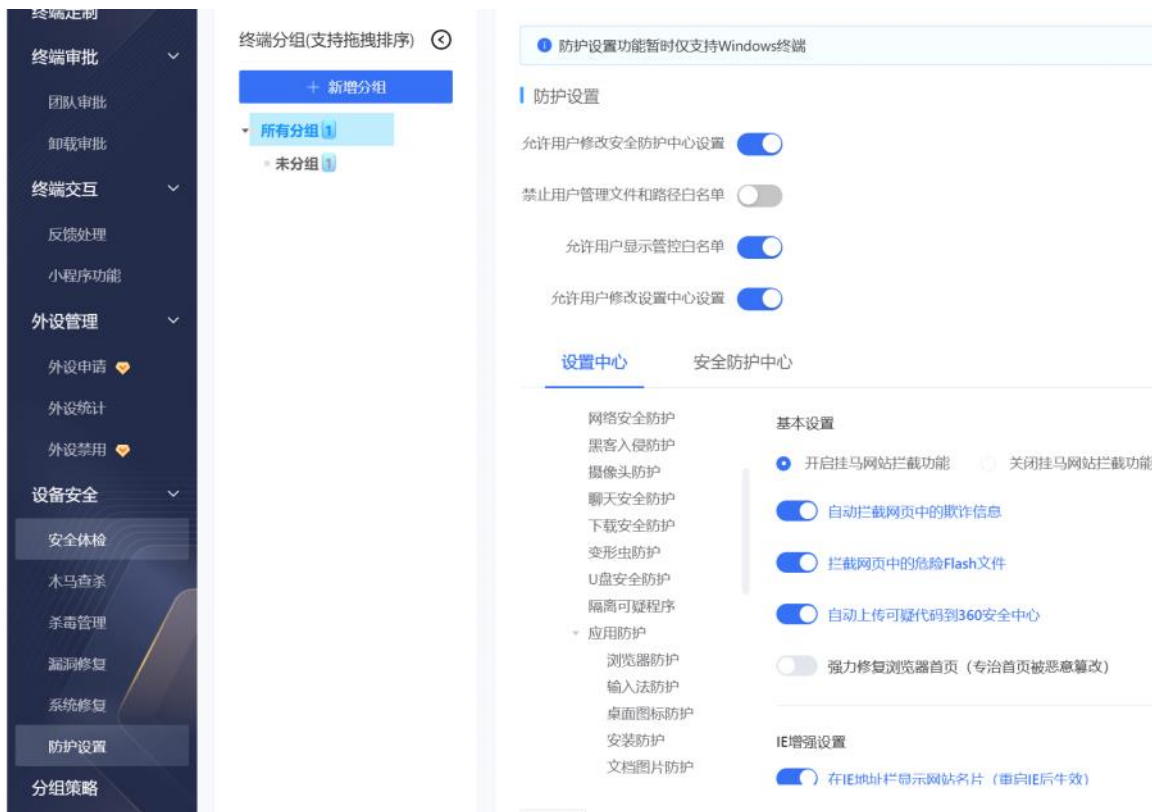 终端定制
终端审批
团队审批
卸载审批
终端交互
反馈处理
小程序功能
外设管理
外设申请
外设统计
外设禁用
设备安全
安全体检
木马查杀
杀毒管理
漏洞修复
系统修复
防护设置
分组策略
终端分组(支持拖拽排序)
+ 新增分组
所有分组 1
未分组 1
防护设置功能暂时仅支持Windows终端
防护设置
允许用户修改安全防护中心设置
禁止用户管理文件和路径白名单
允许用户显示管控白名单
允许用户修改设置中心设置
设置中心 安全防护中心
网络安全防护
黑客入侵防护
摄像头防护
聊天安全防护
下载安全防护
变形虫防护
U盘安全防护
隔离可疑程序
应用防护
浏览器防护
输入法防护
桌面图标防护
安装防护
文档图片防护
基本设置
开启挂马网站拦截功能 关闭挂马网站拦截功能
自动拦截网页中的欺诈信息
拦截网页中的危险Flash文件
自动上传可疑代码到360安全中心
强力修复浏览器首页（专治首页被恶意篡改）
IE增强设置
在IE地址栏显示网站名片（重启IE后生效）